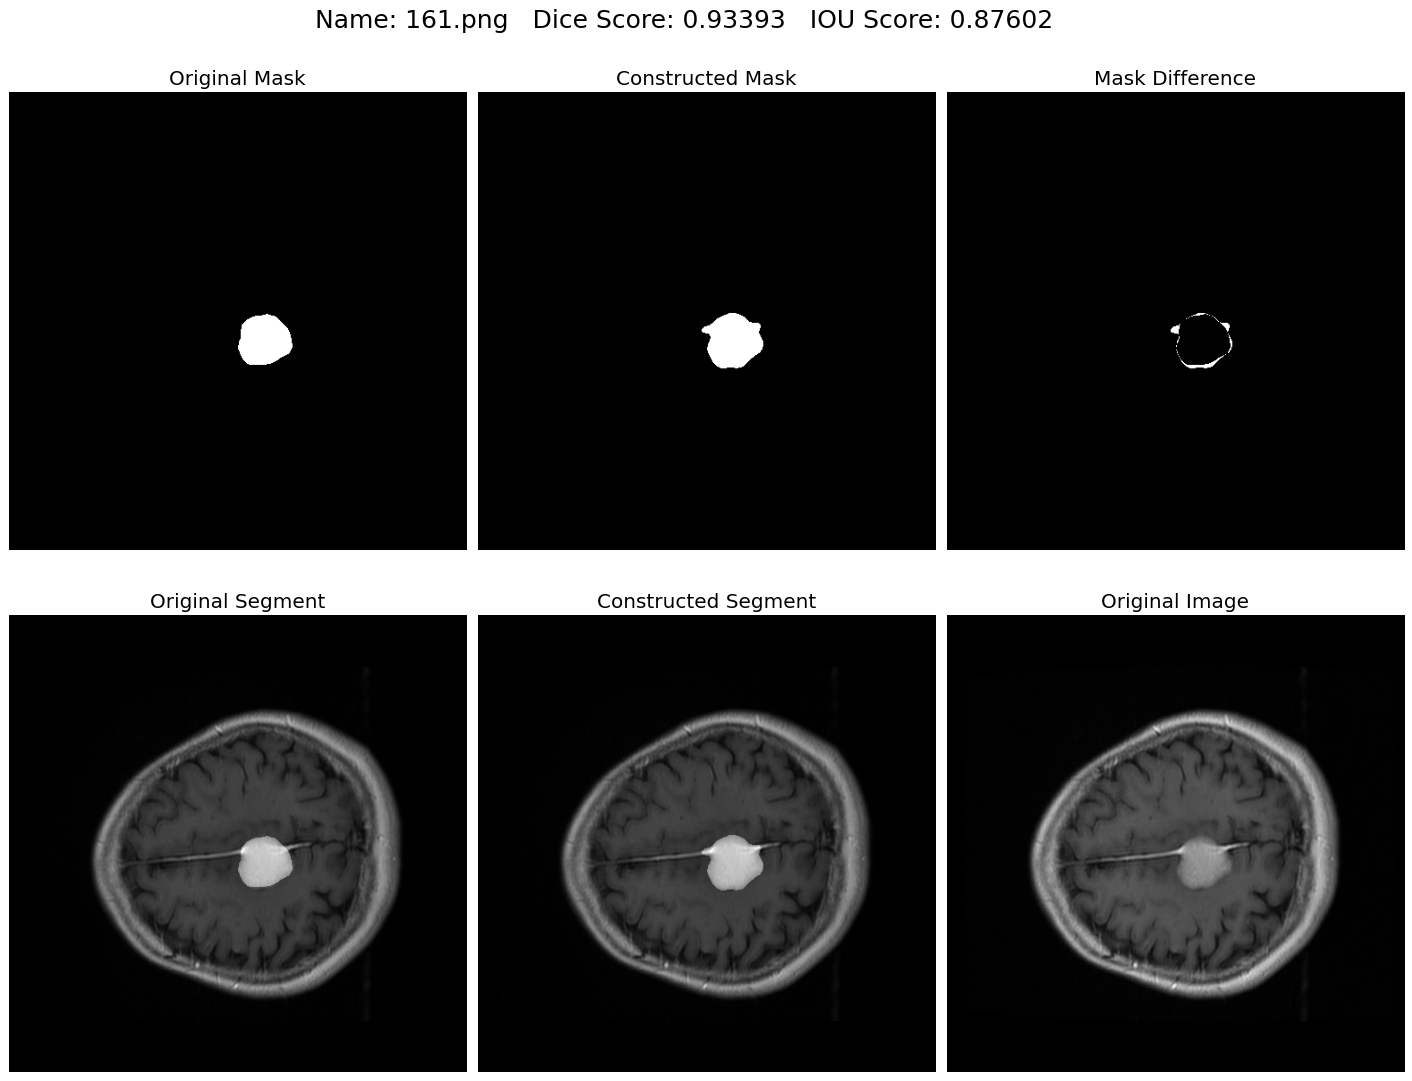 Name: 161.png   Dice Score: 0.93393   IOU Score: 0.87602
Original Mask
Constructed Mask
Mask Difference
Original Segment
Constructed Segment
Original Image